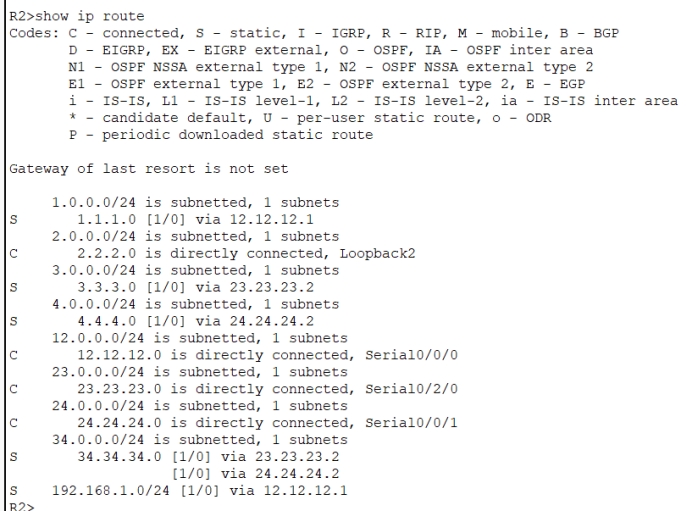 R2>show ip route
Codes: C - connected, S - static, I - IGRP, R - RIP, M - mobile, B - BGP
       D - EIGRP, EX - EIGRP external, O - OSPF, IA - OSPF inter area
       N1 - OSPF NSSA external type 1, N2 - OSPF NSSA external type 2
       E1 - OSPF external type 1, E2 - OSPF external type 2, E - EGP
       i - IS-IS, L1 - IS-IS level-1, L2 - IS-IS level-2, ia - IS-IS inter area
       * - candidate default, U - per-user static route, o - ODR
       P - periodic downloaded static route

Gateway of last resort is not set

     1.0.0.0/24 is subnetted, 1 subnets
S       1.1.1.0 [1/0] via 12.12.12.1
     2.0.0.0/24 is subnetted, 1 subnets
C       2.2.2.0 is directly connected, Loopback2
     3.0.0.0/24 is subnetted, 1 subnets
S       3.3.3.0 [1/0] via 23.23.23.2
     4.0.0.0/24 is subnetted, 1 subnets
S       4.4.4.0 [1/0] via 24.24.24.2
     12.0.0.0/24 is subnetted, 1 subnets
C       12.12.12.0 is directly connected, Serial0/0/0
     23.0.0.0/24 is subnetted, 1 subnets
C       23.23.23.0 is directly connected, Serial0/2/0
     24.0.0.0/24 is subnetted, 1 subnets
C       24.24.24.0 is directly connected, Serial0/0/1
     34.0.0.0/24 is subnetted, 1 subnets
S       34.34.34.0 [1/0] via 23.23.23.2
                   [1/0] via 24.24.24.2
S    192.168.1.0/24 [1/0] via 12.12.12.1
R2>